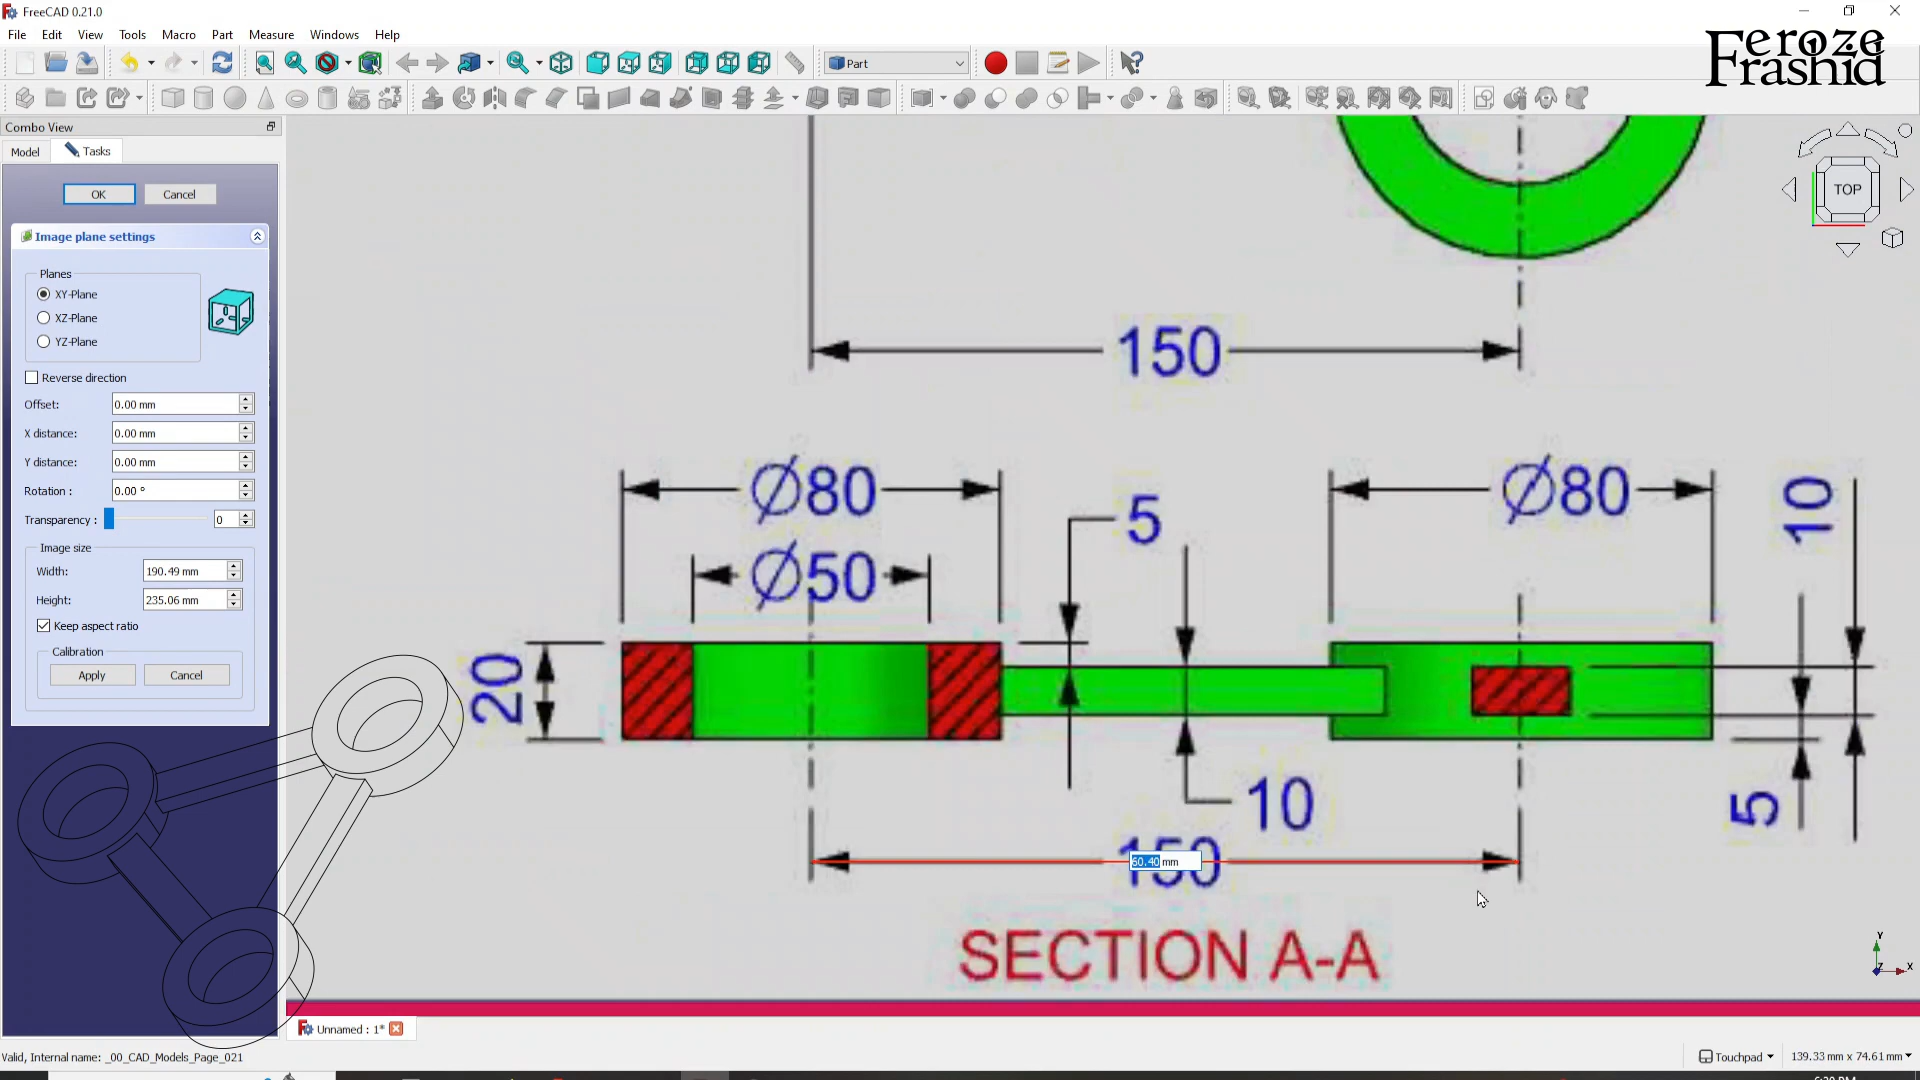 FreeCAD 0.21.0
File Edit View Tools Macro Part Measure Windows Help
Feroze
Frashid
Part
Combo View
Model Tasks
OK Cancel
Image plane settings
Planes
XY-Plane
XZ-Plane
YZ-Plane
Reverse direction
Offset: 0.00 mm
X distance: 0.00 mm
Y distance: 0.00 mm
Rotation : 0.00 °
Transparency : 0
Image size
Width: 190.49 mm
Height: 235.06 mm
Keep aspect ratio
Calibration
Apply Cancel
TOP
150
Ø80 Ø80 10
5
Ø50
20
10
5
150
60.40 mm
SECTION A-A
Y
Z X
Unnamed : 1*
Valid, Internal name: _00_CAD_Models_Page_021
Touchpad 139.33 mm x 74.61 mm